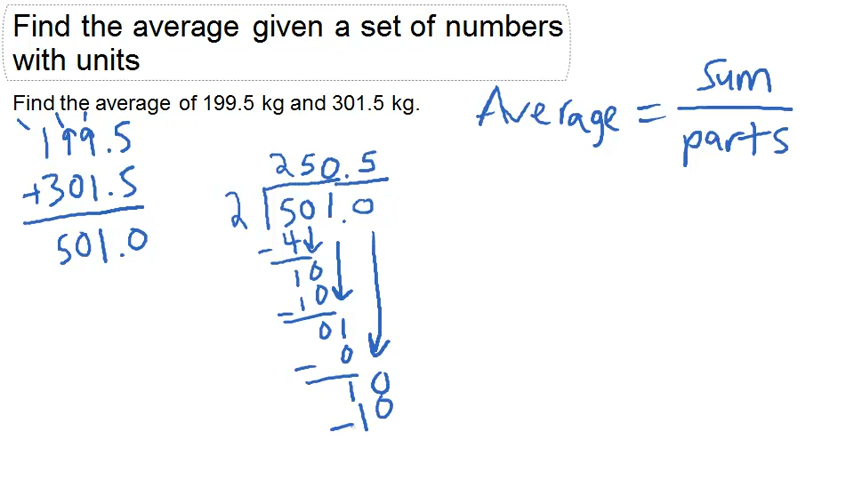 Find the average given a set of numbers
with units
Find the average of 199.5 kg and 301.5 kg.
Average = sum
parts
199.5
+301.5
501.0
250.5
2 501.0
- 4
10
- 10
01
- 0
10
- 10